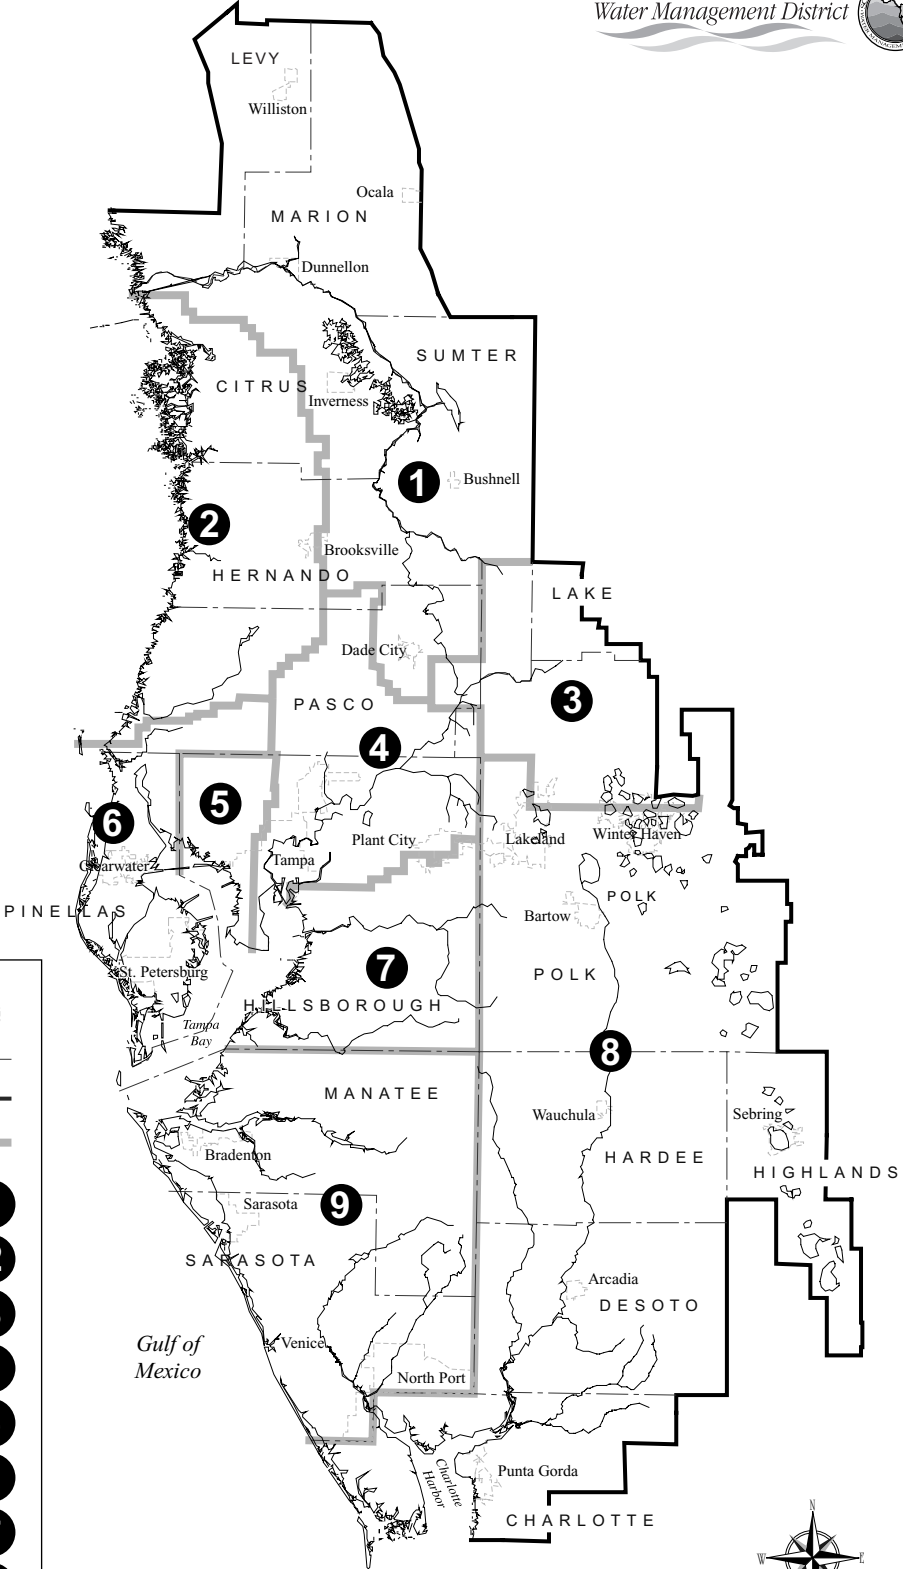 Water Management District
LEVY
Williston
Ocala
MARION
Dunnellon
SUMTER
CITRUS
Inverness
1
Bushnell
2
Brooksville
HERNANDO
LAKE
Dade City
3
PASCO
4
5
6
Plant City
Lakeland
Winter Haven
Tampa
Clearwater
POLK
PINELLAS
Bartow
7
St. Petersburg
POLK
HILLSBOROUGH
Tampa
Bay
8
MANATEE
Wauchula
Sebring
Bradenton
HARDEE
HIGHLANDS
9
Sarasota
SARASOTA
Arcadia
DESOTO
Gulf of
Mexico
Venice
North Port
Charlotte
Harbor
Punta Gorda
CHARLOTTE
N
W
E